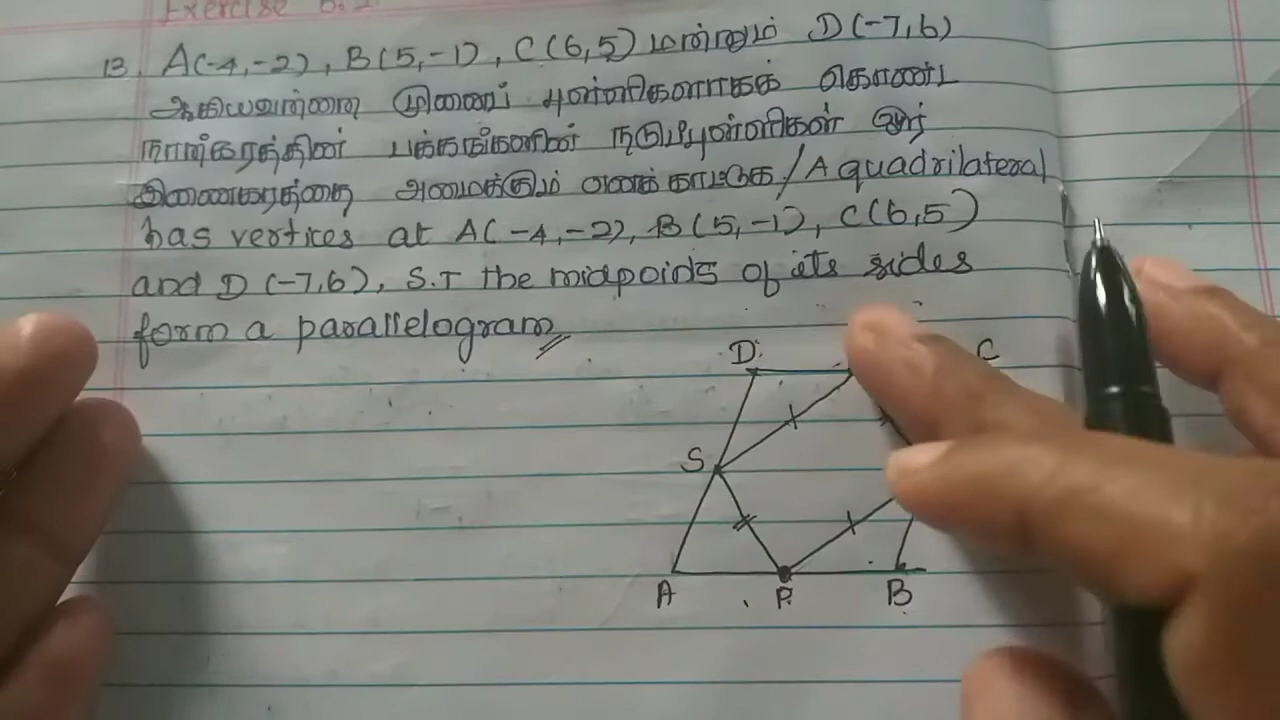 Exercise 5.2
13. A(-4,-2), B(5,-1), C(6,5) மற்றும் D(-7,6)
ஆகியவற்றை முனைப் புள்ளிகளாகக் கொண்ட
நாற்கரத்தின் பக்கங்களின் நடுப்புள்ளிகள் ஓர்
இணைகரத்தை அமைக்கும் எனக் காட்டுக / A quadrilateral
has vertices at A(-4,-2), B(5,-1), C(6,5)
and D(-7,6), S.T the midpoids of its sides
form a parallelogram
D C
S
A P B